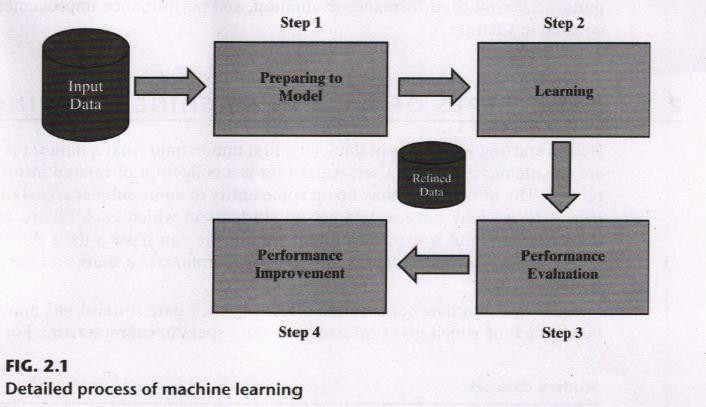 Step 1
Step 2
Input
Data
Preparing to
Model
Learning
Refined
Data
Performance
Improvement
Performance
Evaluation
Step 4
Step 3
FIG. 2.1
Detailed process of machine learning